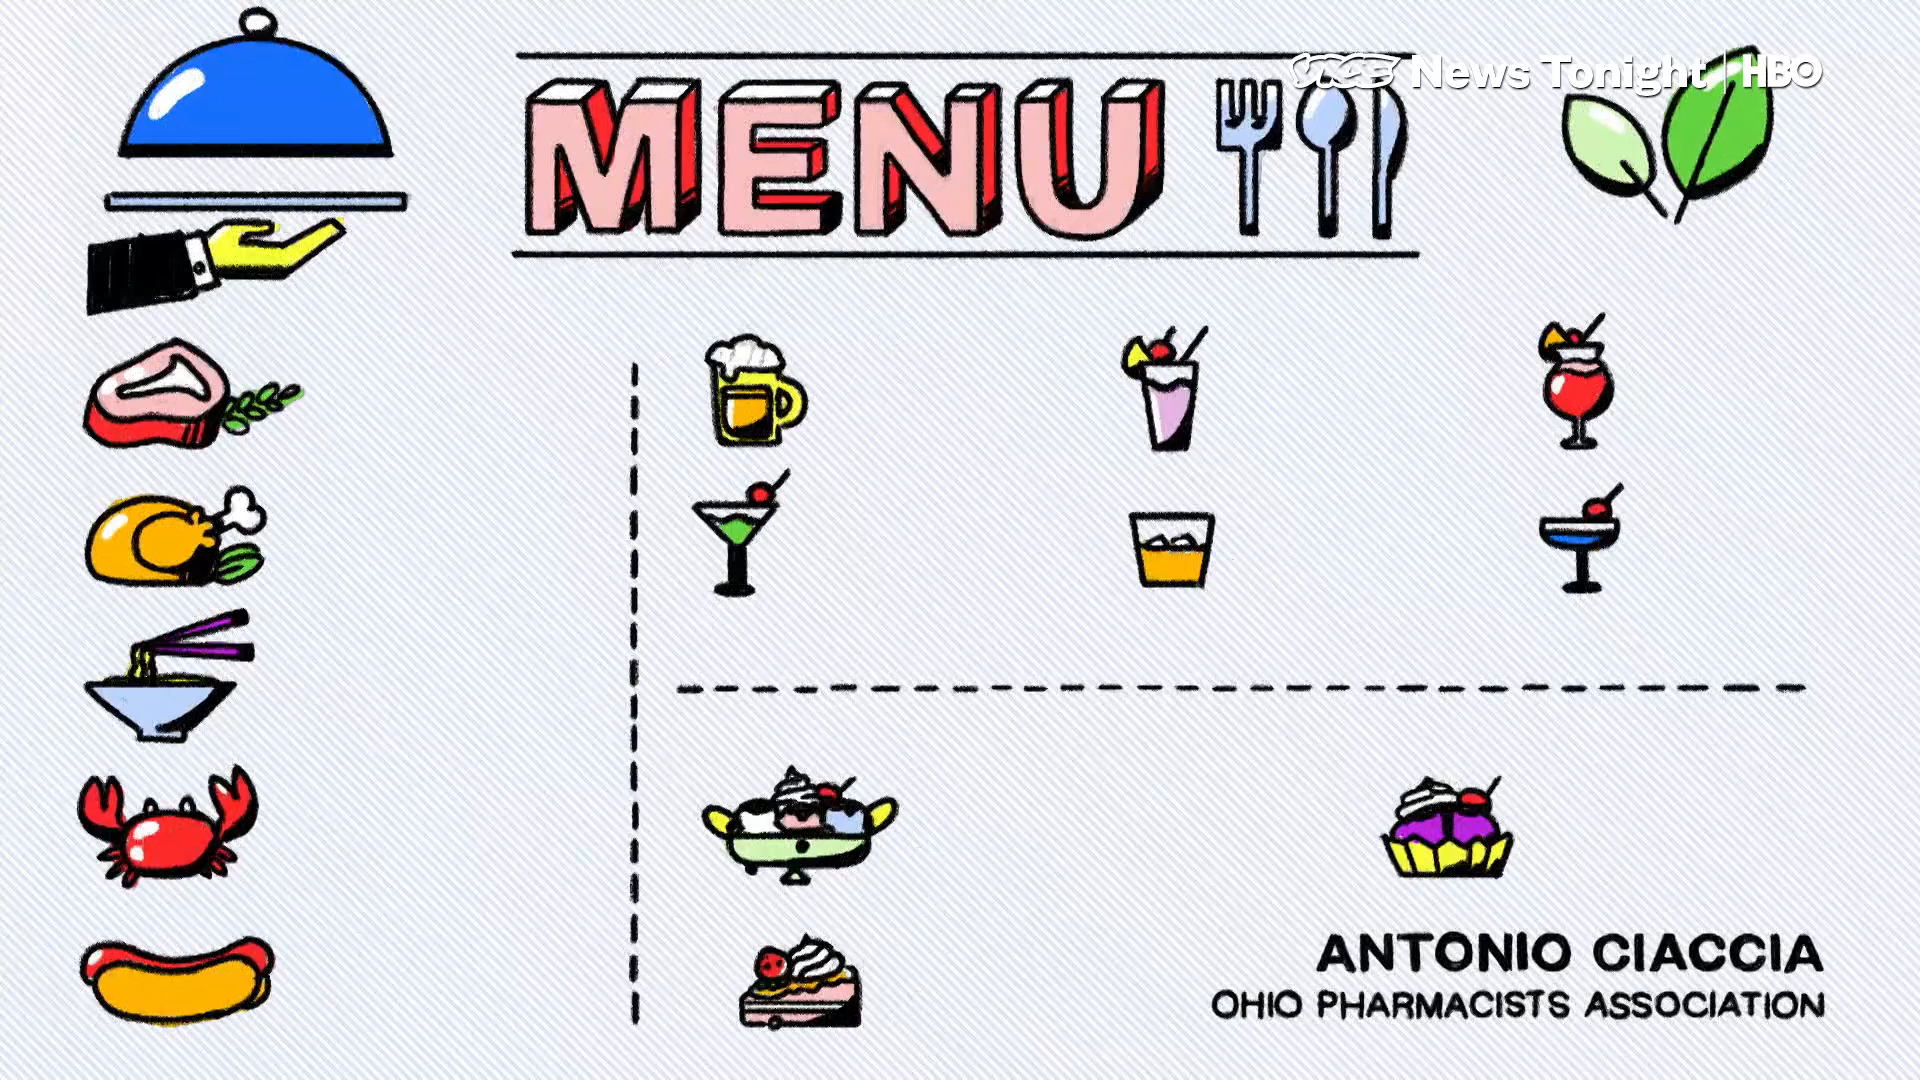 VICE News Tonight | HBO
MENU
ANTONIO CIACCIA
OHIO PHARMACISTS ASSOCIATION